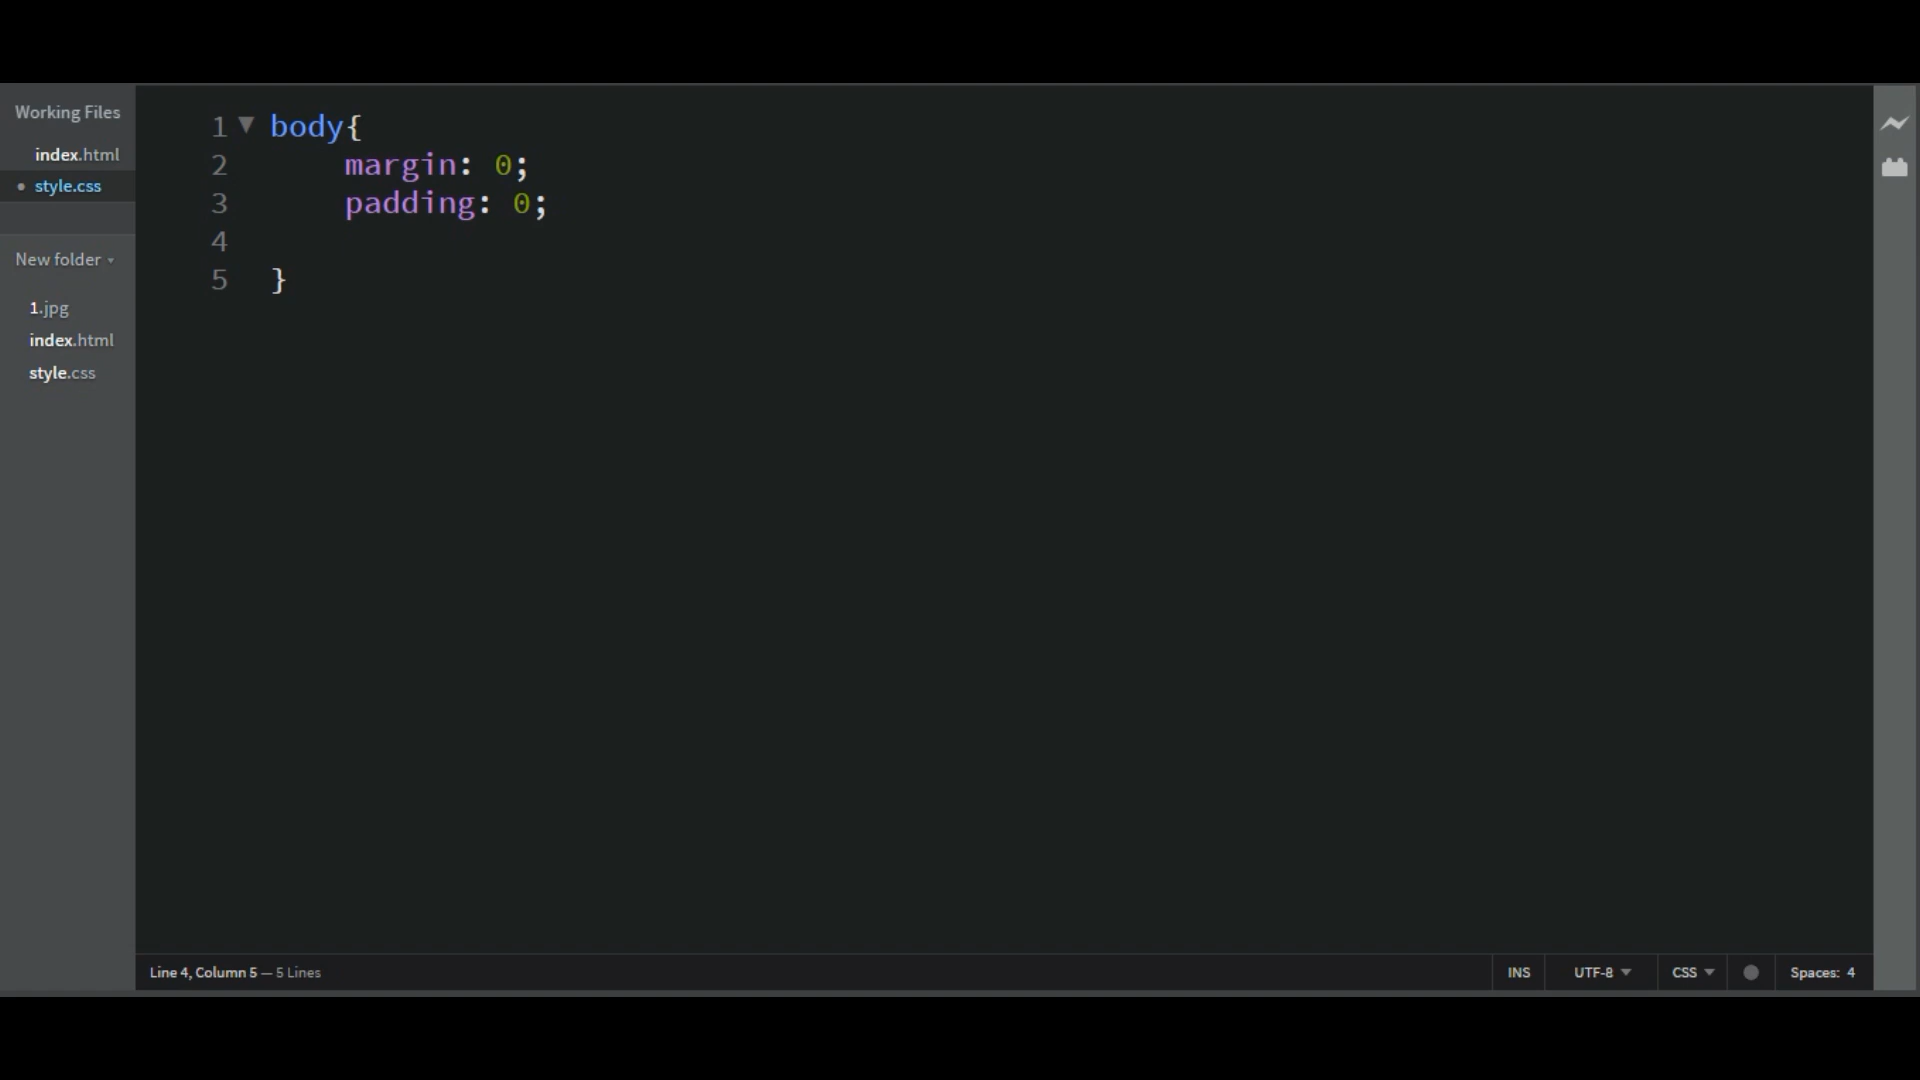 Working Files
index.html
style.css
New folder
1.jpg
index.html
style.css
1 body{
2 margin: 0;
3 padding: 0;
4
5 }
Line 4, Column 5 — 5 Lines
INS UTF-8 CSS Spaces: 4